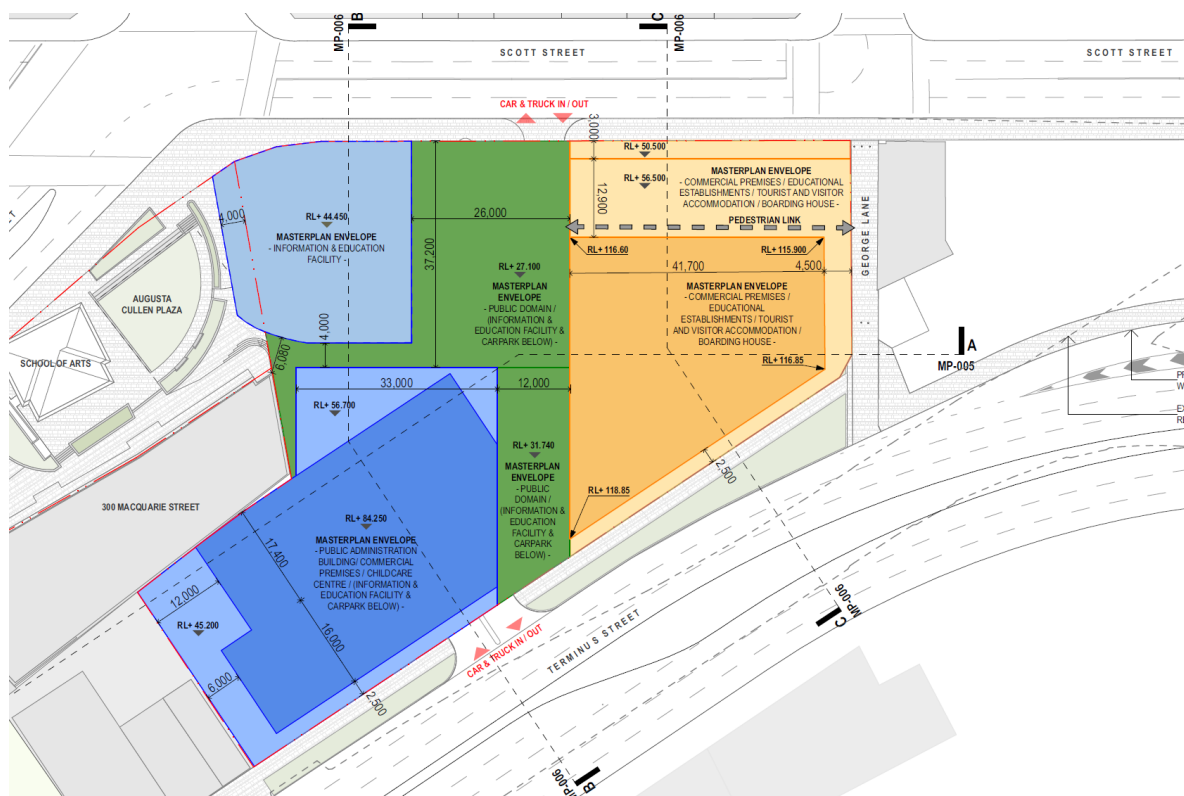 B
MP-006
C
MP-006
SCOTT STREET
SCOTT STREET
CAR & TRUCK IN / OUT
3,000
RL+ 50.500
RL+ 56.500
MASTERPLAN ENVELOPE
- COMMERCIAL PREMISES / EDUCATIONAL
ESTABLISHMENTS / TOURIST AND VISITOR
ACCOMMODATION / BOARDING HOUSE -
12,900
PEDESTRIAN LINK
GEORGE LANE
4,000
RL+ 44.450
MASTERPLAN ENVELOPE
- INFORMATION & EDUCATION
FACILITY -
26,000
37,200
RL+ 116.60
RL+ 115.900
41,700
4,500
RL+ 27.100
MASTERPLAN
ENVELOPE
- PUBLIC DOMAIN /
(INFORMATION &
EDUCATION FACILITY &
CARPARK BELOW) -
MASTERPLAN ENVELOPE
- COMMERCIAL PREMISES /
EDUCATIONAL
ESTABLISHMENTS / TOURIST
AND VISITOR ACCOMMODATION /
BOARDING HOUSE -
AUGUSTA
CULLEN PLAZA
SCHOOL OF ARTS
4,000
6,080
RL+ 116.85
A
MP-005
33,000
12,000
RL+ 56.700
RL+ 31.740
MASTERPLAN
ENVELOPE
- PUBLIC
DOMAIN /
(INFORMATION &
EDUCATION
FACILITY &
CARPARK
BELOW) -
2,500
RL+ 118.85
300 MACQUARIE STREET
RL+ 84.250
MASTERPLAN ENVELOPE
- PUBLIC ADMINISTRATION
BUILDING/ COMMERCIAL
PREMISES / CHILDCARE
CENTRE / (INFORMATION &
EDUCATION FACILITY &
CARPARK BELOW) -
17,400
12,000
RL+ 45.200
16,000
6,000
2,500
CAR & TRUCK IN / OUT
TERMINUS STREET
C
MP-006
B
MP-006